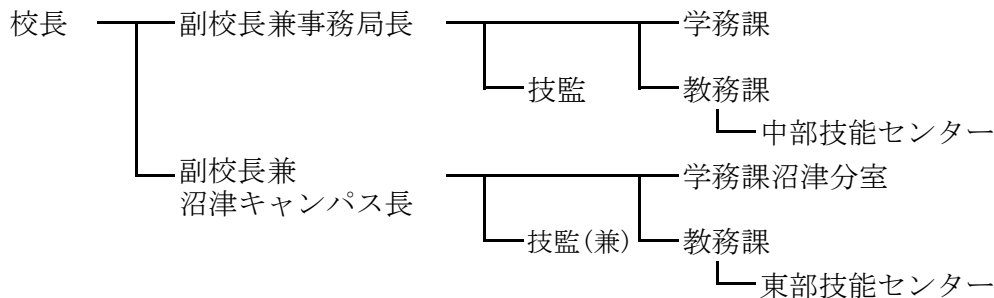 校長
副校長兼事務局長
学務課
技監
教務課
中部技能センター
副校長兼
沼津キャンパス長
学務課沼津分室
技監(兼)
教務課
東部技能センター